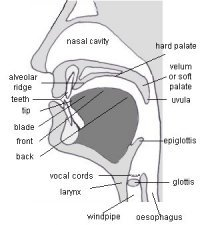 nasal cavity
hard palate
velum
or soft
palate
alveolar
ridge
teeth
tip
uvula
blade
front
back
epiglottis
vocal cords
glottis
larynx
windpipe
oesophagus